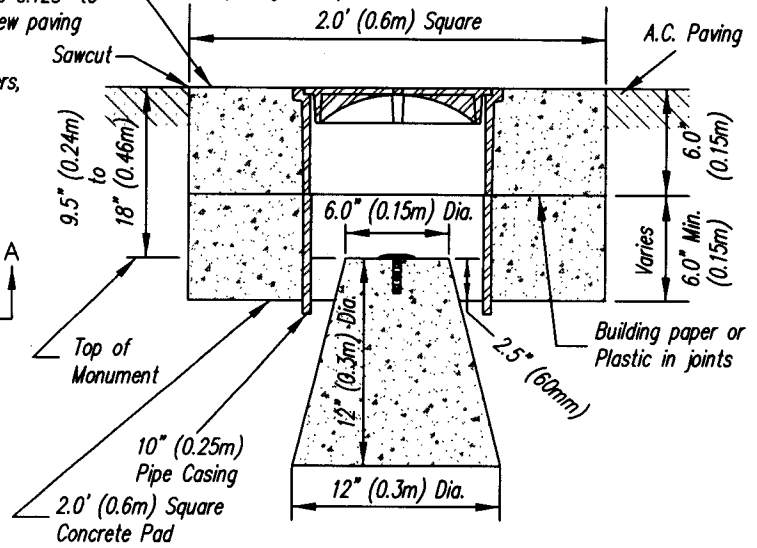 ew paving
2.0' (0.6m) Square
A.C. Paving
Sawcut
ers,
9.5" (0.24m)
to
18" (0.46m)
6.0"
(0.15m)
6.0" (0.15m) Dia.
Varies
6.0" Min.
(0.15m)
A
Top of
Monument
12" (0.3m) Dia.
2.5" (60mm)
Building paper or
Plastic in joints
10" (0.25m)
Pipe Casing
12" (0.3m) Dia.
2.0' (0.6m) Square
Concrete Pad